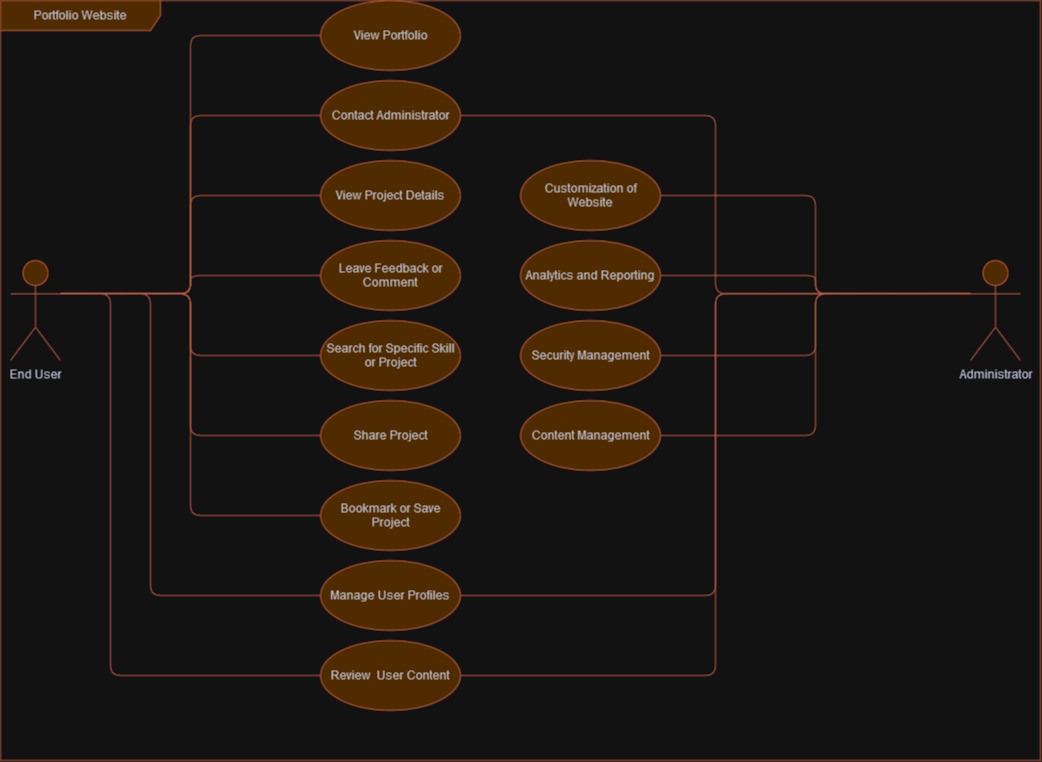 Portfolio Website
View Portfolio
Contact Administrator
View Project Details
Customization of
Website
Leave Feedback or
Comment
Analytics and Reporting
Search for Specific Skill
or Project
Security Management
End User
Administrator
Share Project
Content Management
Bookmark or Save
Project
Manage User Profiles
Review  User Content